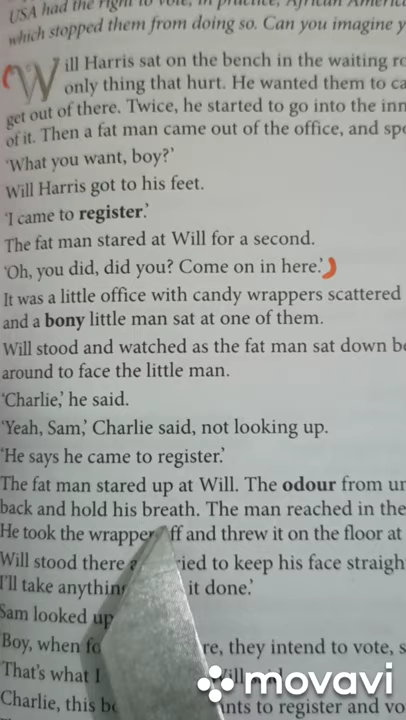 USA had the right to vote, in practice, African America
which stopped them from doing so. Can you imagine y
Will Harris sat on the bench in the waiting ro
only thing that hurt. He wanted them to ca
get out of there. Twice, he started to go into the inn
of it. Then a fat man came out of the office, and spo
'What you want, boy?'
Will Harris got to his feet.
'I came to register.'
The fat man stared at Will for a second.
'Oh, you did, did you? Come on in here.'
It was a little office with candy wrappers scattered
and a bony little man sat at one of them.
Will stood and watched as the fat man sat down be
around to face the little man.
'Charlie,' he said.
'Yeah, Sam,' Charlie said, not looking up.
'He says he came to register.'
The fat man stared up at Will. The odour from un
back and hold his breath. The man reached in the
He took the wrapper off and threw it on the floor at
Will stood there ried to keep his face straigh
I'll take anything it done.'
Sam looked up
'Boy, when fo re, they intend to vote, s
'That's what I Will
Charlie, this bo nts to register and vo
movavi